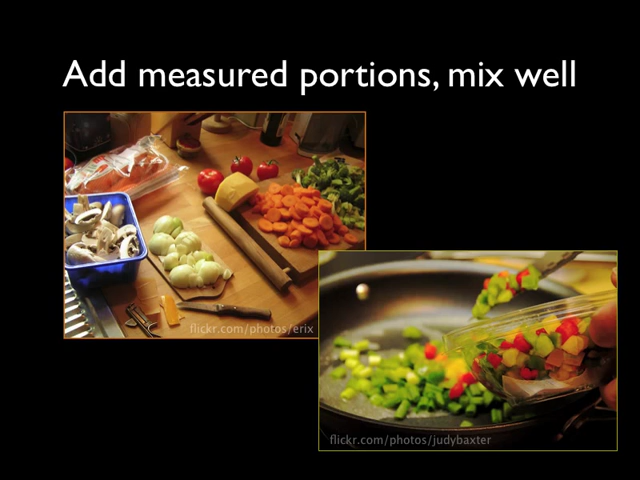 Add measured portions, mix well
flickr.com/photos/erix
flickr.com/photos/judybaxter